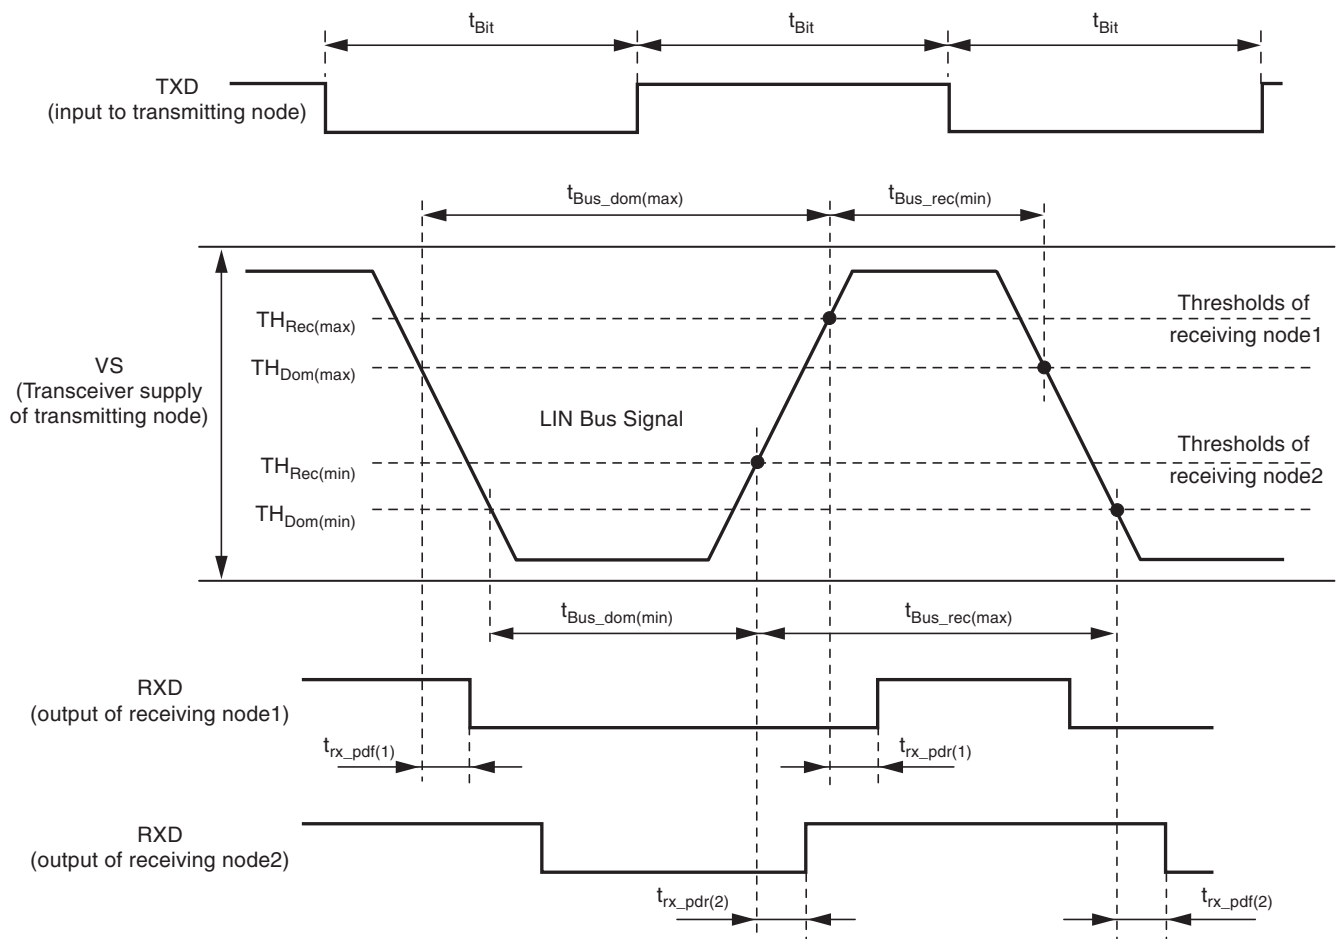 tBit tBit tBit
TXD
(input to transmitting node)
tBus_dom(max) tBus_rec(min)
THRec(max)
Thresholds of
receiving node1
VS
(Transceiver supply
of transmitting node)
THDom(max)
LIN Bus Signal
THRec(min)
Thresholds of
receiving node2
THDom(min)
tBus_dom(min) tBus_rec(max)
RXD
(output of receiving node1)
trx_pdf(1) trx_pdr(1)
RXD
(output of receiving node2)
trx_pdr(2) trx_pdf(2)